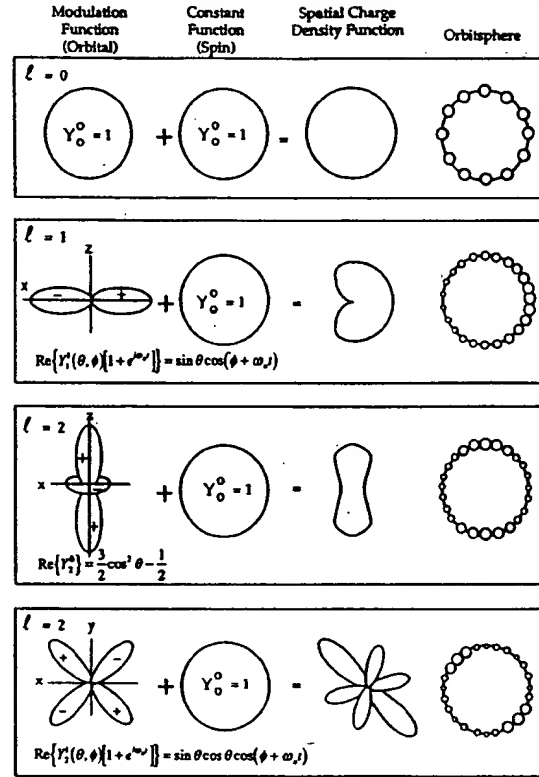 Modulation Function (Orbital)
Constant Function (Spin)
Spatial Charge Density Function
Orbitsphere
ℓ = 0
Y₀⁰ = 1 + Y₀⁰ = 1 =
ℓ = 1
z
x - + + Y₀⁰ = 1 =
Re{Y₁¹(θ,ϕ)[1 + e^{iωₙt}]} = sin θ cos(ϕ + ωₙt)
ℓ = 2
z
+
x - + Y₀⁰ = 1 =
+
Re{Y₂⁰} = 3/2 cos² θ - 1/2
ℓ = 2
y
+ -
x + Y₀⁰ = 1 =
- +
Re{Y₂¹(θ,ϕ)[1 + e^{iωₙt}]} = sin θ cos θ cos(ϕ + ωₙt)